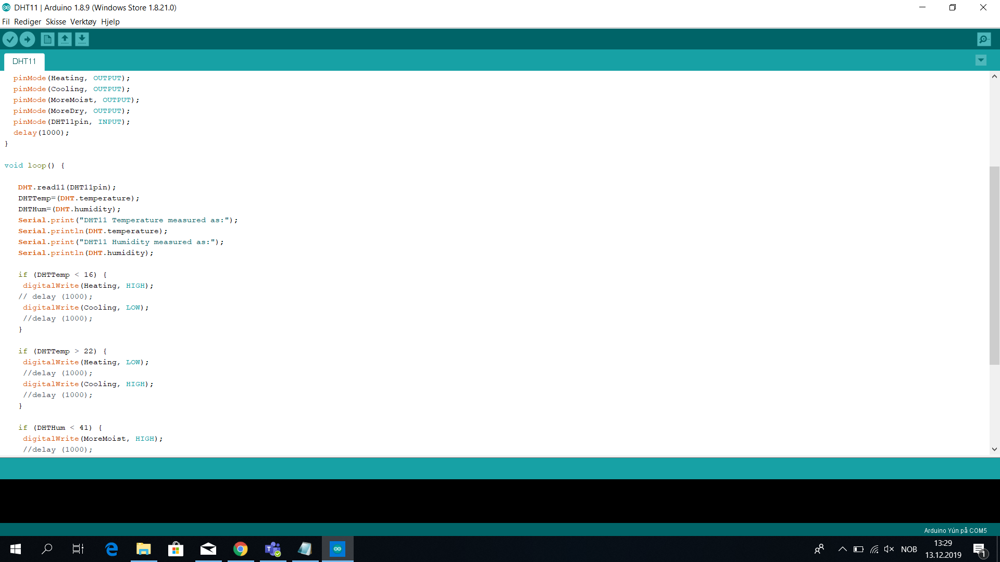 DHT11 | Arduino 1.8.9 (Windows Store 1.8.21.0)
Fil Rediger Skisse Verktøy Hjelp
DHT11
pinMode(Heating, OUTPUT);
pinMode(Cooling, OUTPUT);
pinMode(MoreMoist, OUTPUT);
pinMode(MoreDry, OUTPUT);
pinMode(DHT11pin, INPUT);
delay(1000);
}
void loop() {
DHT.read11(DHT11pin);
DHTTemp=(DHT.temperature);
DHTHum=(DHT.humidity);
Serial.print("DHT11 Temperature measured as:");
Serial.println(DHT.temperature);
Serial.print("DHT11 Humidity measured as:");
Serial.println(DHT.humidity);
if (DHTTemp < 16) {
digitalWrite(Heating, HIGH);
// delay (1000);
digitalWrite(Cooling, LOW);
//delay (1000);
}
if (DHTTemp > 22) {
digitalWrite(Heating, LOW);
//delay (1000);
digitalWrite(Cooling, HIGH);
//delay (1000);
}
if (DHTHum < 41) {
digitalWrite(MoreMoist, HIGH);
//delay (1000);
Arduino Yún på COM5
NOB
13:29
13.12.2019
1